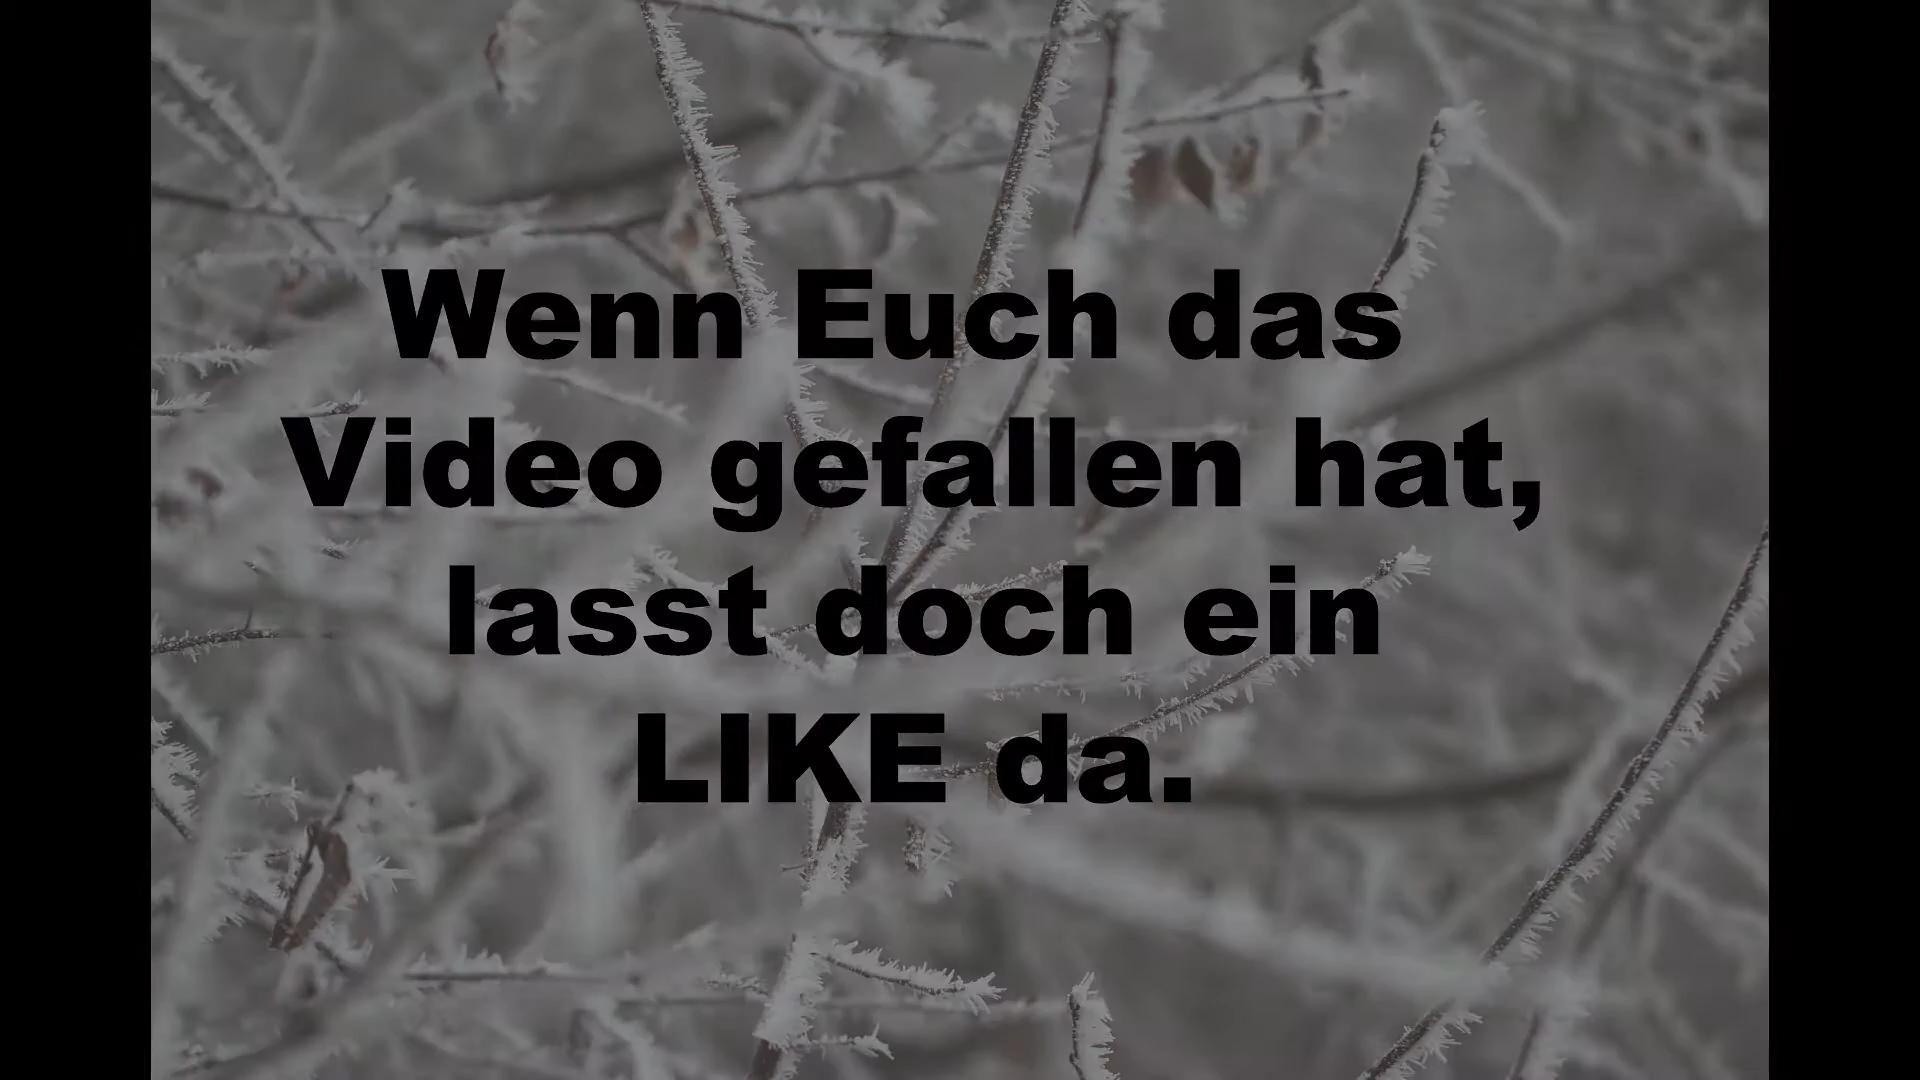 Wenn Euch das
Video gefallen hat,
lasst doch ein
LIKE da.